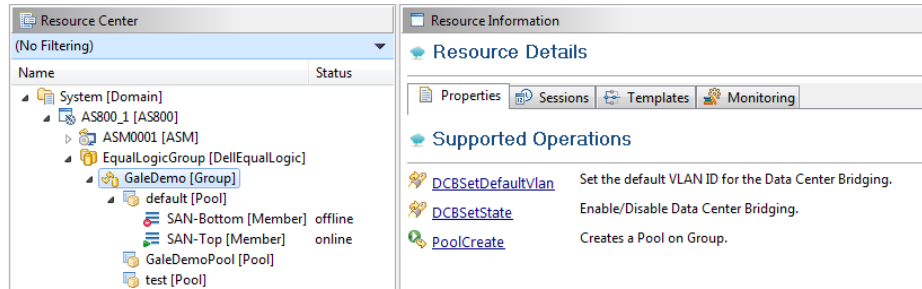 Resource Center
(No Filtering)
Name Status
System [Domain]
AS800_1 [AS800]
ASM0001 [ASM]
EqualLogicGroup [DellEqualLogic]
GaleDemo [Group]
default [Pool]
SAN-Bottom [Member] offline
SAN-Top [Member] online
GaleDemoPool [Pool]
test [Pool]
Resource Information
Resource Details
Properties Sessions Templates Monitoring
Supported Operations
DCBSetDefaultVlan Set the default VLAN ID for the Data Center Bridging.
DCBSetState Enable/Disable Data Center Bridging.
PoolCreate Creates a Pool on Group.